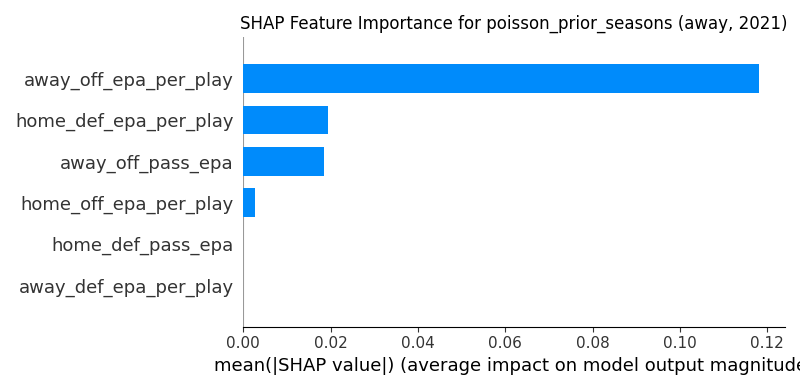 SHAP Feature Importance for poisson_prior_seasons (away, 2021)
away_off_epa_per_play
home_def_epa_per_play
away_off_pass_epa
home_off_epa_per_play
home_def_pass_epa
away_def_epa_per_play
0.00 0.02 0.04 0.06 0.08 0.10 0.12
mean(|SHAP value|) (average impact on model output magnitude